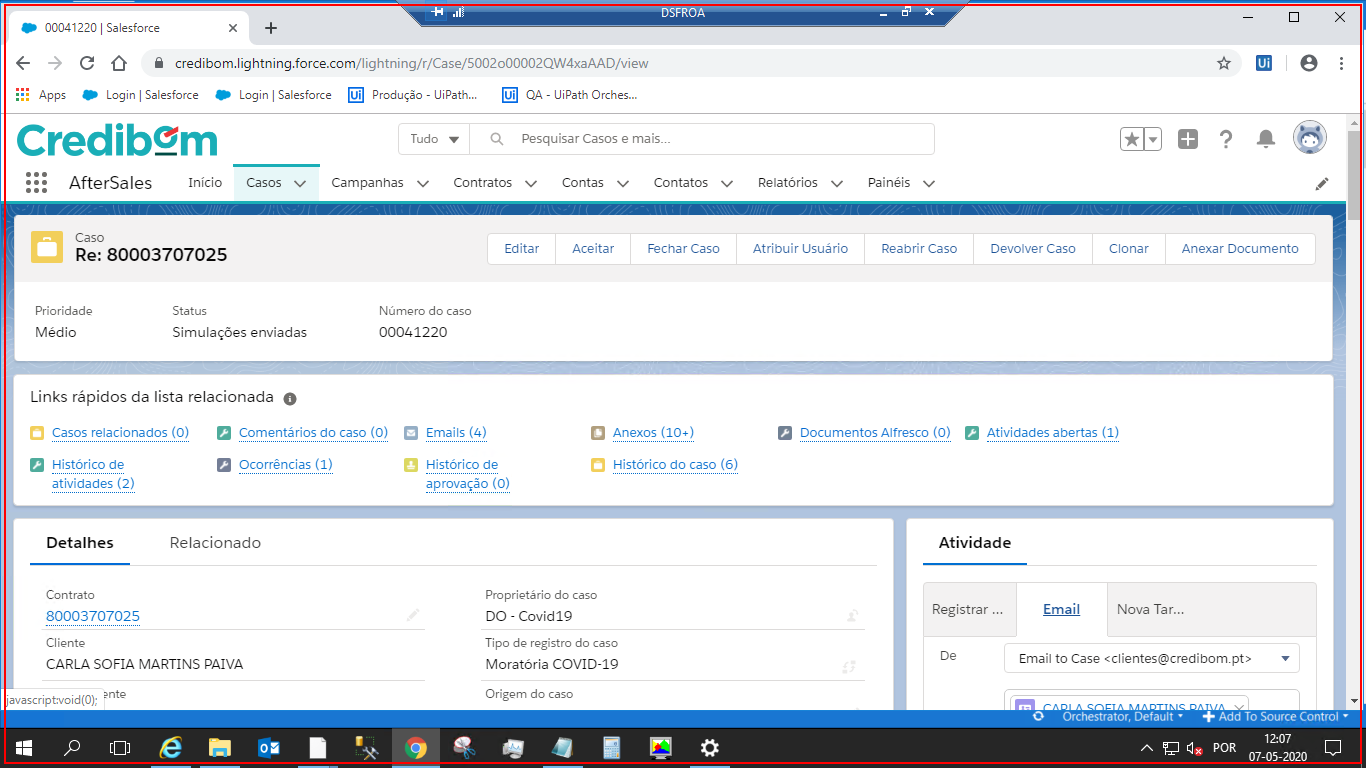 DSFROA
00041220 | Salesforce
credibom.lightning.force.com/lightning/r/Case/5002o00002QW4xaAAD/view
Apps
Login | Salesforce
Login | Salesforce
Ui
Produção - UiPath...
Ui
QA - UiPath Orches...
Credibom
Tudo
Pesquisar Casos e mais...
AfterSales
Início
Casos
Campanhas
Contratos
Contas
Contatos
Relatórios
Painéis
Caso
Re: 80003707025
Editar
Aceitar
Fechar Caso
Atribuir Usuário
Reabrir Caso
Devolver Caso
Clonar
Anexar Documento
Prioridade
Status
Número do caso
Médio
Simulações enviadas
00041220
Links rápidos da lista relacionada
Casos relacionados (0)
Comentários do caso (0)
Emails (4)
Anexos (10+)
Documentos Alfresco (0)
Atividades abertas (1)
Histórico de
atividades (2)
Ocorrências (1)
Histórico de
aprovação (0)
Histórico do caso (6)
Detalhes
Relacionado
Contrato
80003707025
Proprietário do caso
DO - Covid19
Cliente
CARLA SOFIA MARTINS PAIVA
Tipo de registro do caso
Moratória COVID-19
ente
Origem do caso
Atividade
Registrar ...
Email
Nova Tar...
De
Email to Case <clientes@credibom.pt>
CARLA SOFIA MARTINS PAIVA
javascript:void(0);
Orchestrator, Default
Add To Source Control
POR
12:07
07-05-2020